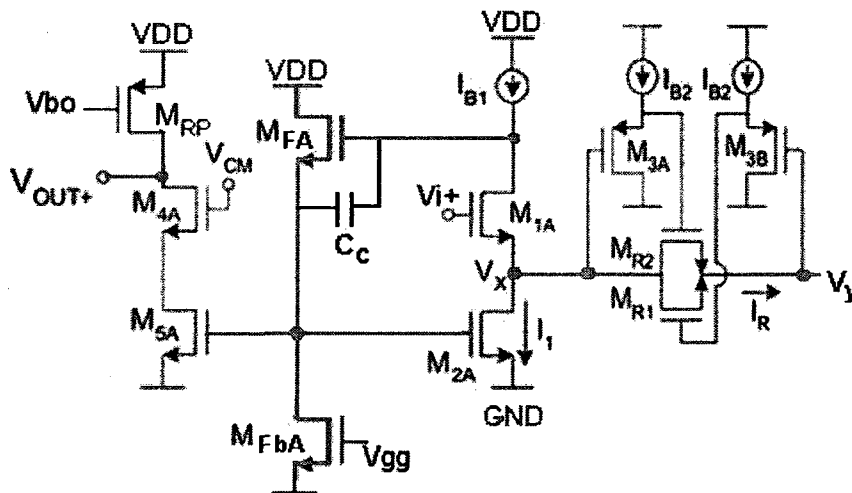 VDD
VDD
VDD
Vbo
M_RP
M_FA
I_B1
I_B2
I_B2
V_CM
V_OUT+
M_4A
C_C
Vi+
M_1A
M_3A
M_3B
V_X
M_R2
M_R1
I_R
M_5A
M_2A
I_1
GND
M_FbA
Vgg